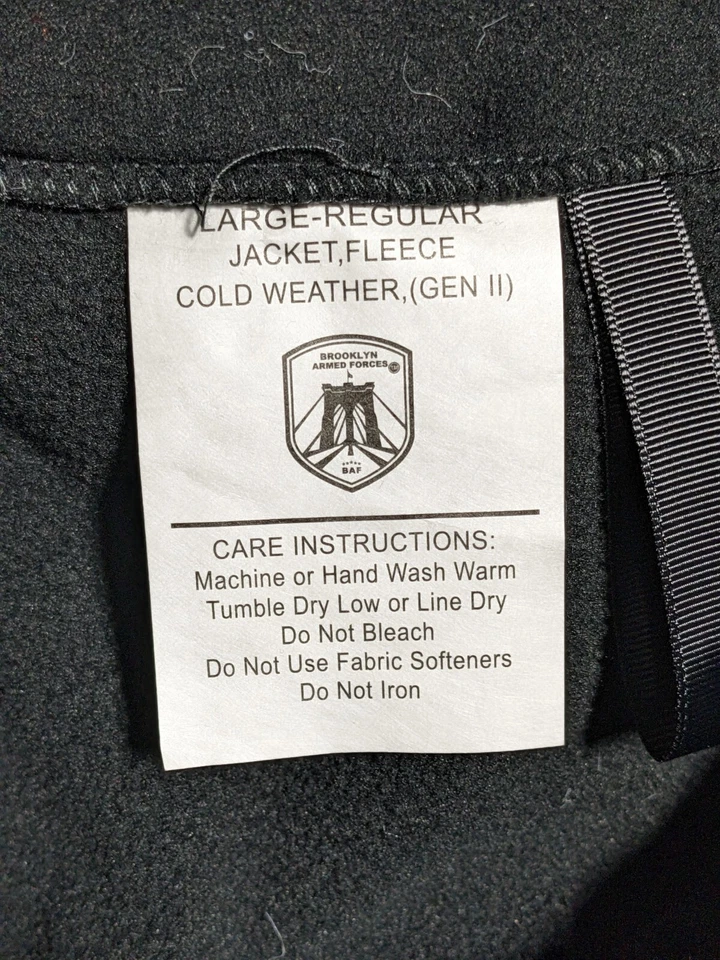 LARGE-REGULAR
JACKET,FLEECE
COLD WEATHER,(GEN II)
BROOKLYN
ARMED FORCES
BAF
CARE INSTRUCTIONS:
Machine or Hand Wash Warm
Tumble Dry Low or Line Dry
Do Not Bleach
Do Not Use Fabric Softeners
Do Not Iron